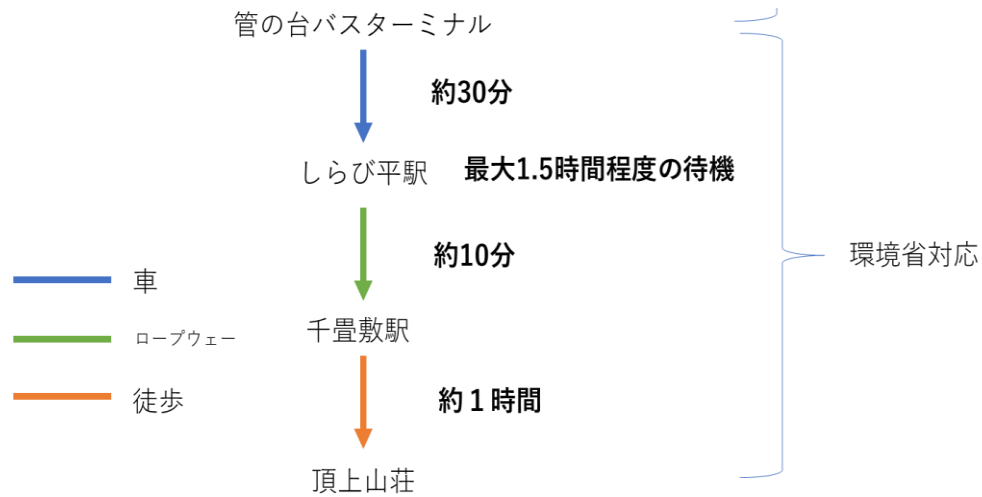 管の台バスターミナル
約30分
しらび平駅
最大1.5時間程度の待機
約10分
環境省対応
車
ロープウェー
千畳敷駅
徒歩
約１時間
頂上山荘